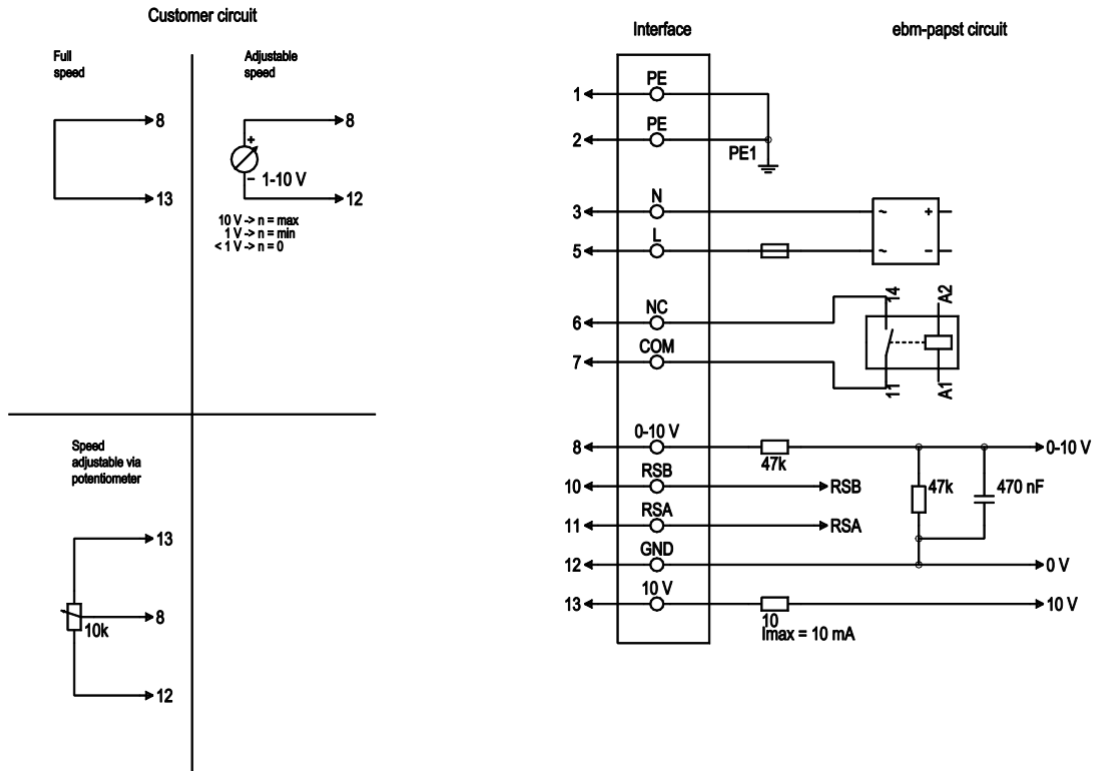 Customer circuit
Full
speed
8
13
Adjustable
speed
8
+
−
1-10 V
12
10 V -> n = max
1 V -> n = min
< 1 V -> n = 0
Speed
adjustable via
potentiometer
13
8
10k
12
Interface
ebm-papst circuit
1
PE
2
PE
PE1
3
N
~
+
5
L
~
−
14
A2
6
NC
7
COM
11
A1
8
0-10 V
47k
0-10 V
10
RSB
RSB
47k
470 nF
11
RSA
RSA
12
GND
0 V
13
10 V
10
Imax = 10 mA
10 V